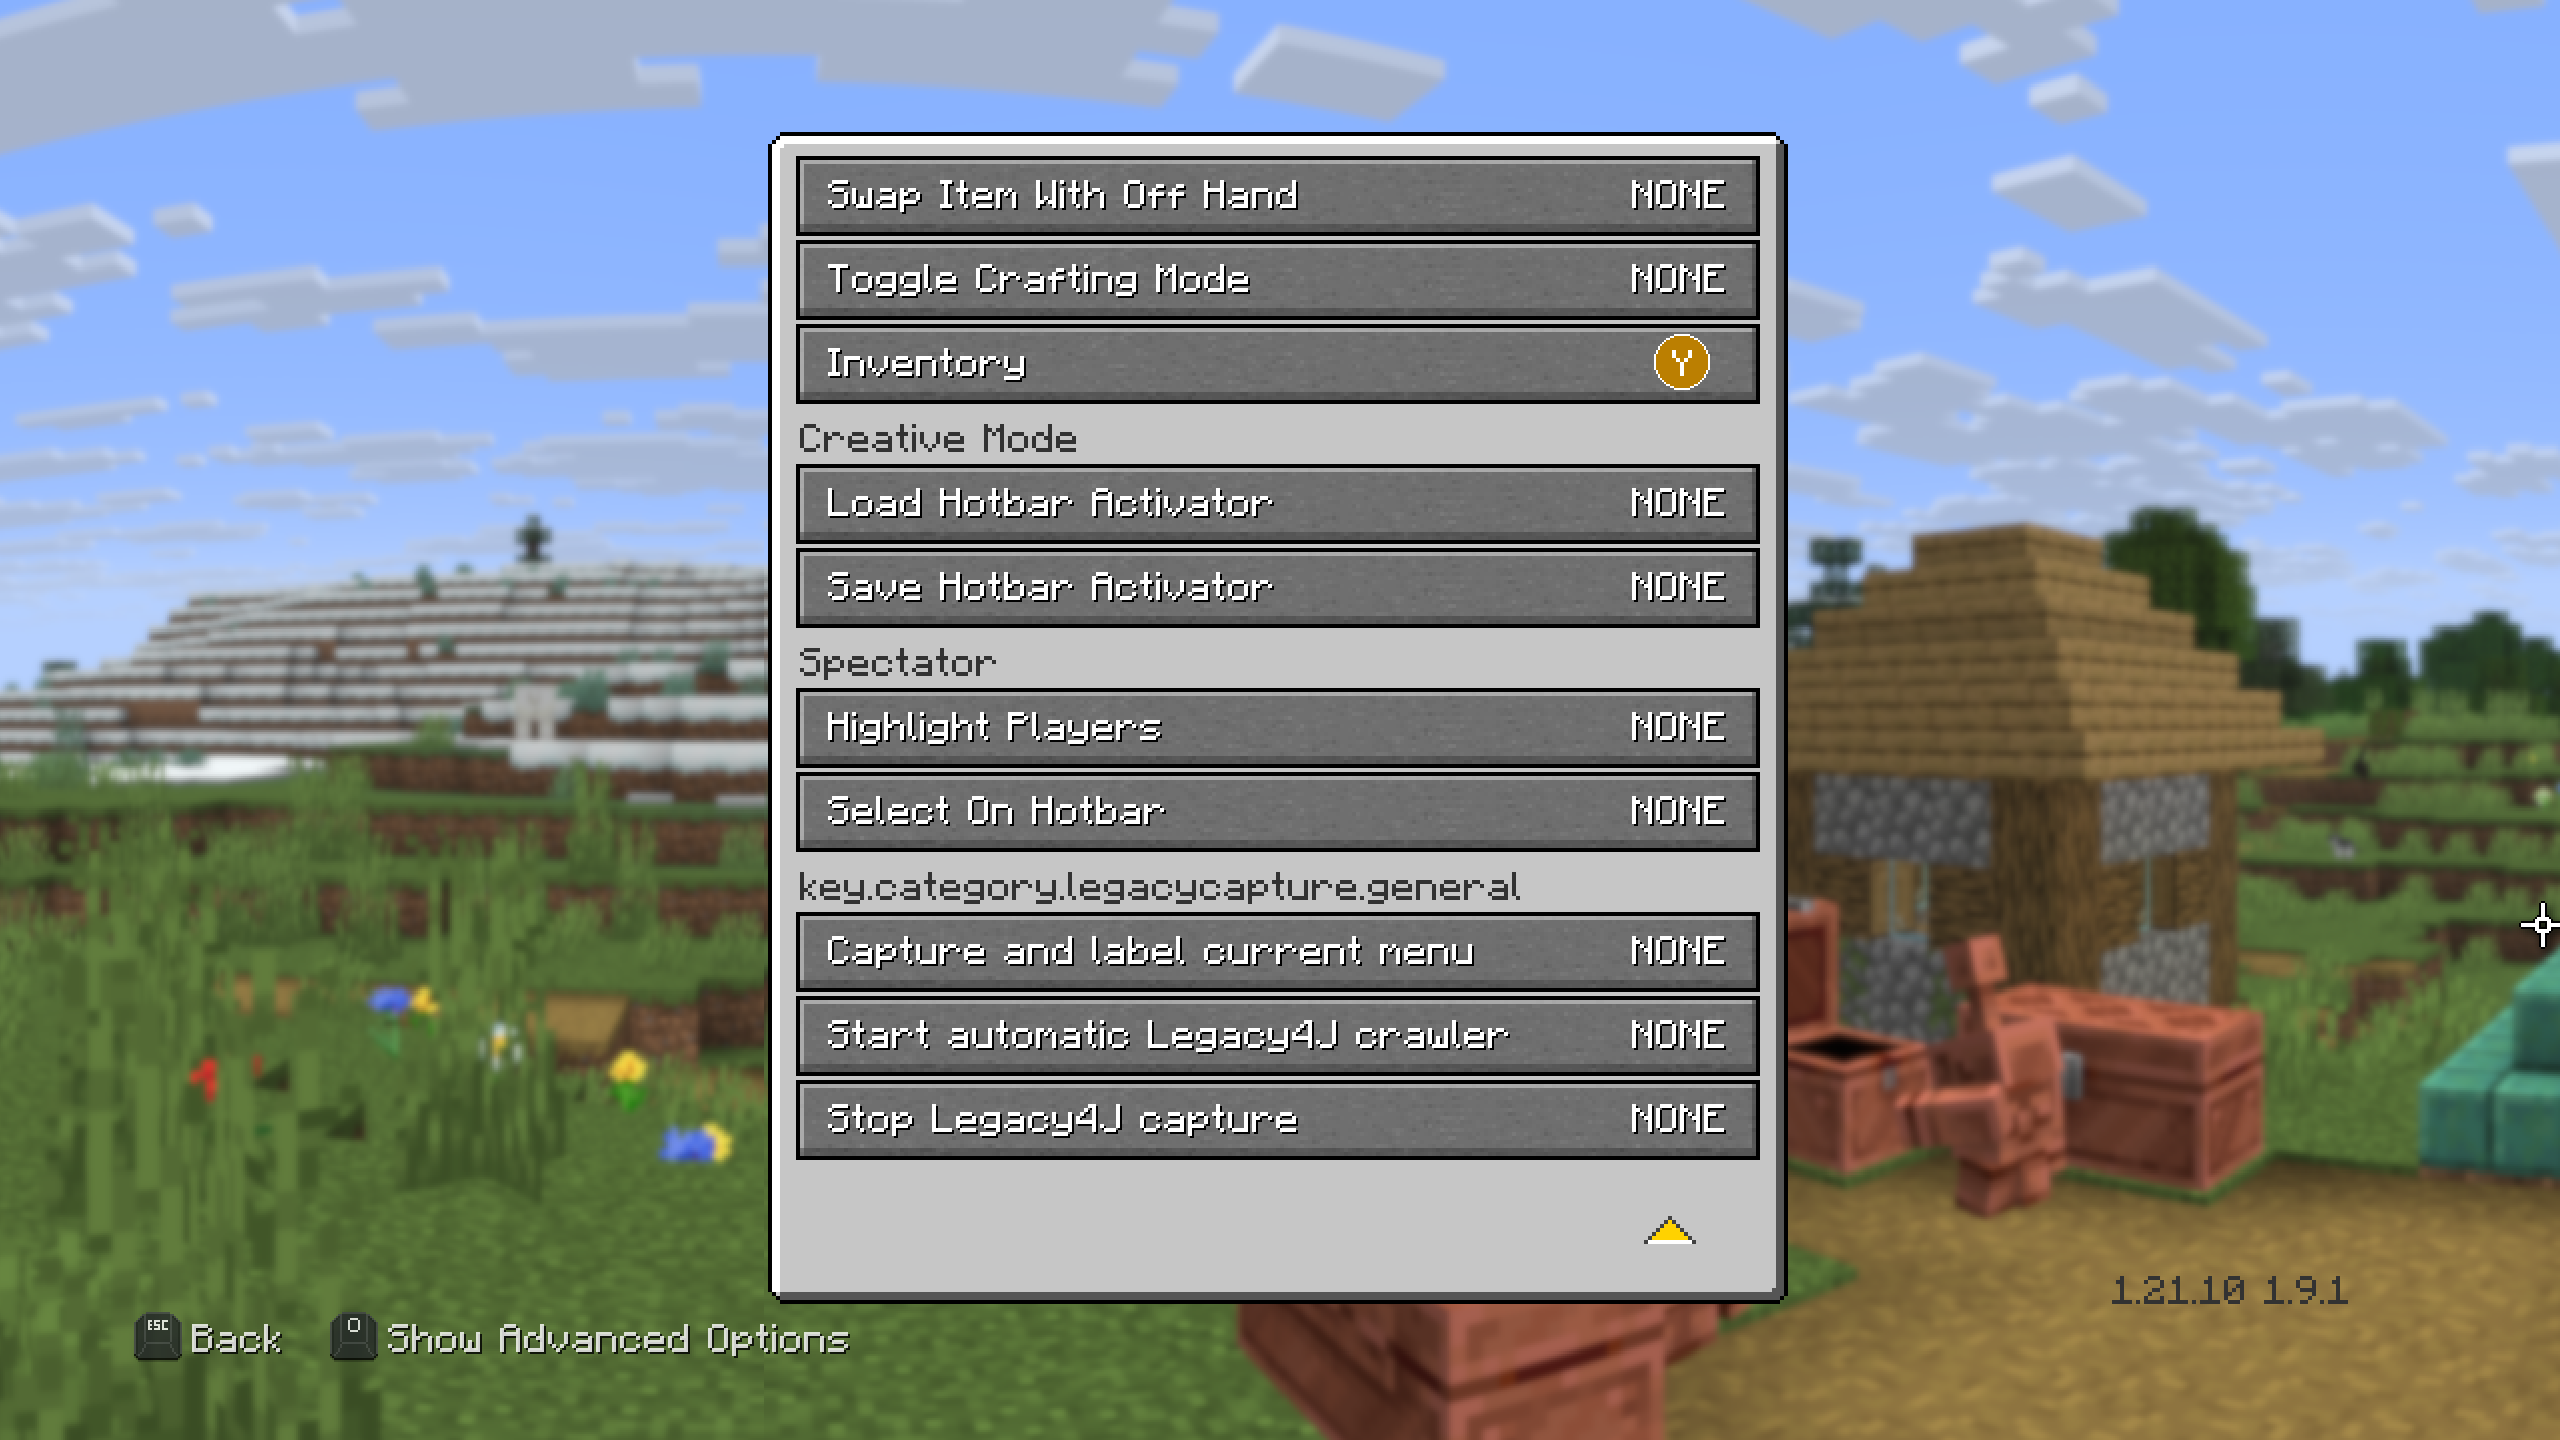 Swap Item With Off Hand NONE
Toggle Crafting Mode NONE
Inventory Y
Creative Mode
Load Hotbar Activator NONE
Save Hotbar Activator NONE
Spectator
Highlight Players NONE
Select On Hotbar NONE
key.category.legacycapture.general
Capture and label current menu NONE
Start automatic Legacy4J crawler NONE
Stop Legacy4J capture NONE
1.21.10 1.9.1
ESC Back O Show Advanced Options